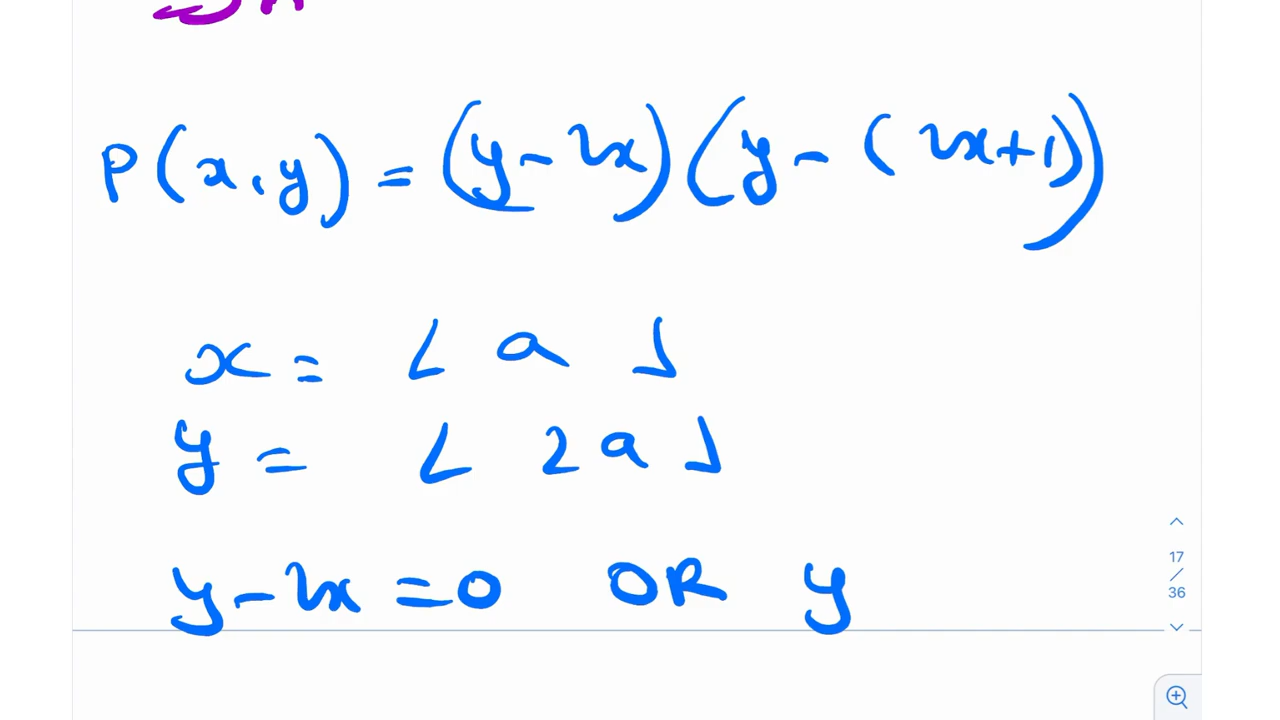 P(x,y) = (y-2x)(y-(2x+1))
x = ⌊a⌋
y = ⌊2a⌋
y-2x=0 OR y
17
/
36